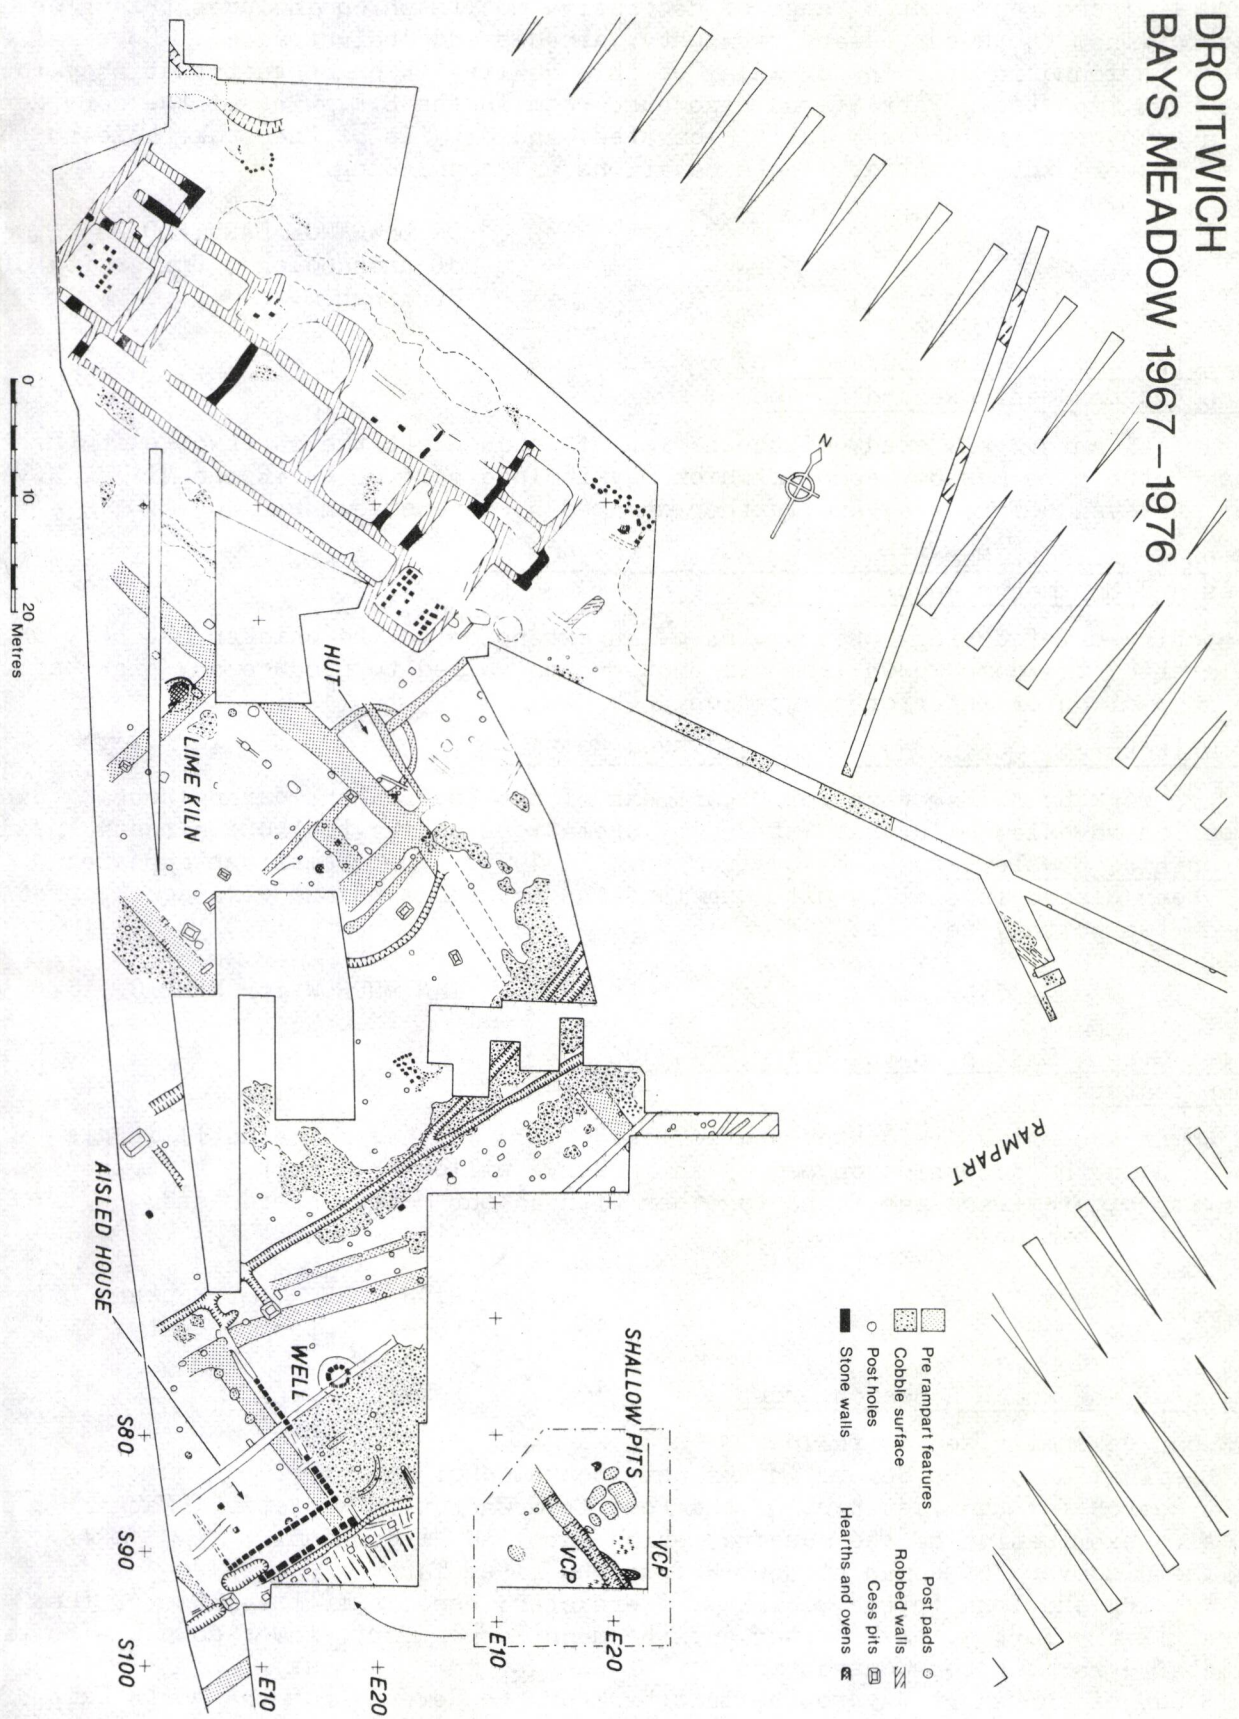 DROITWICH
BAYS MEADOW 1967–1976
N
0 10 20 Metres
HUT
LIME KILN
RAMPART
AISLED HOUSE
WELL
SHALLOW PITS
VCP
VCP
E10
E20
S80
S90
S100
E10
E20
Pre rampart features
Cobble surface
Post holes
Stone walls
Post pads
Robbed walls
Cess pits
Hearths and ovens